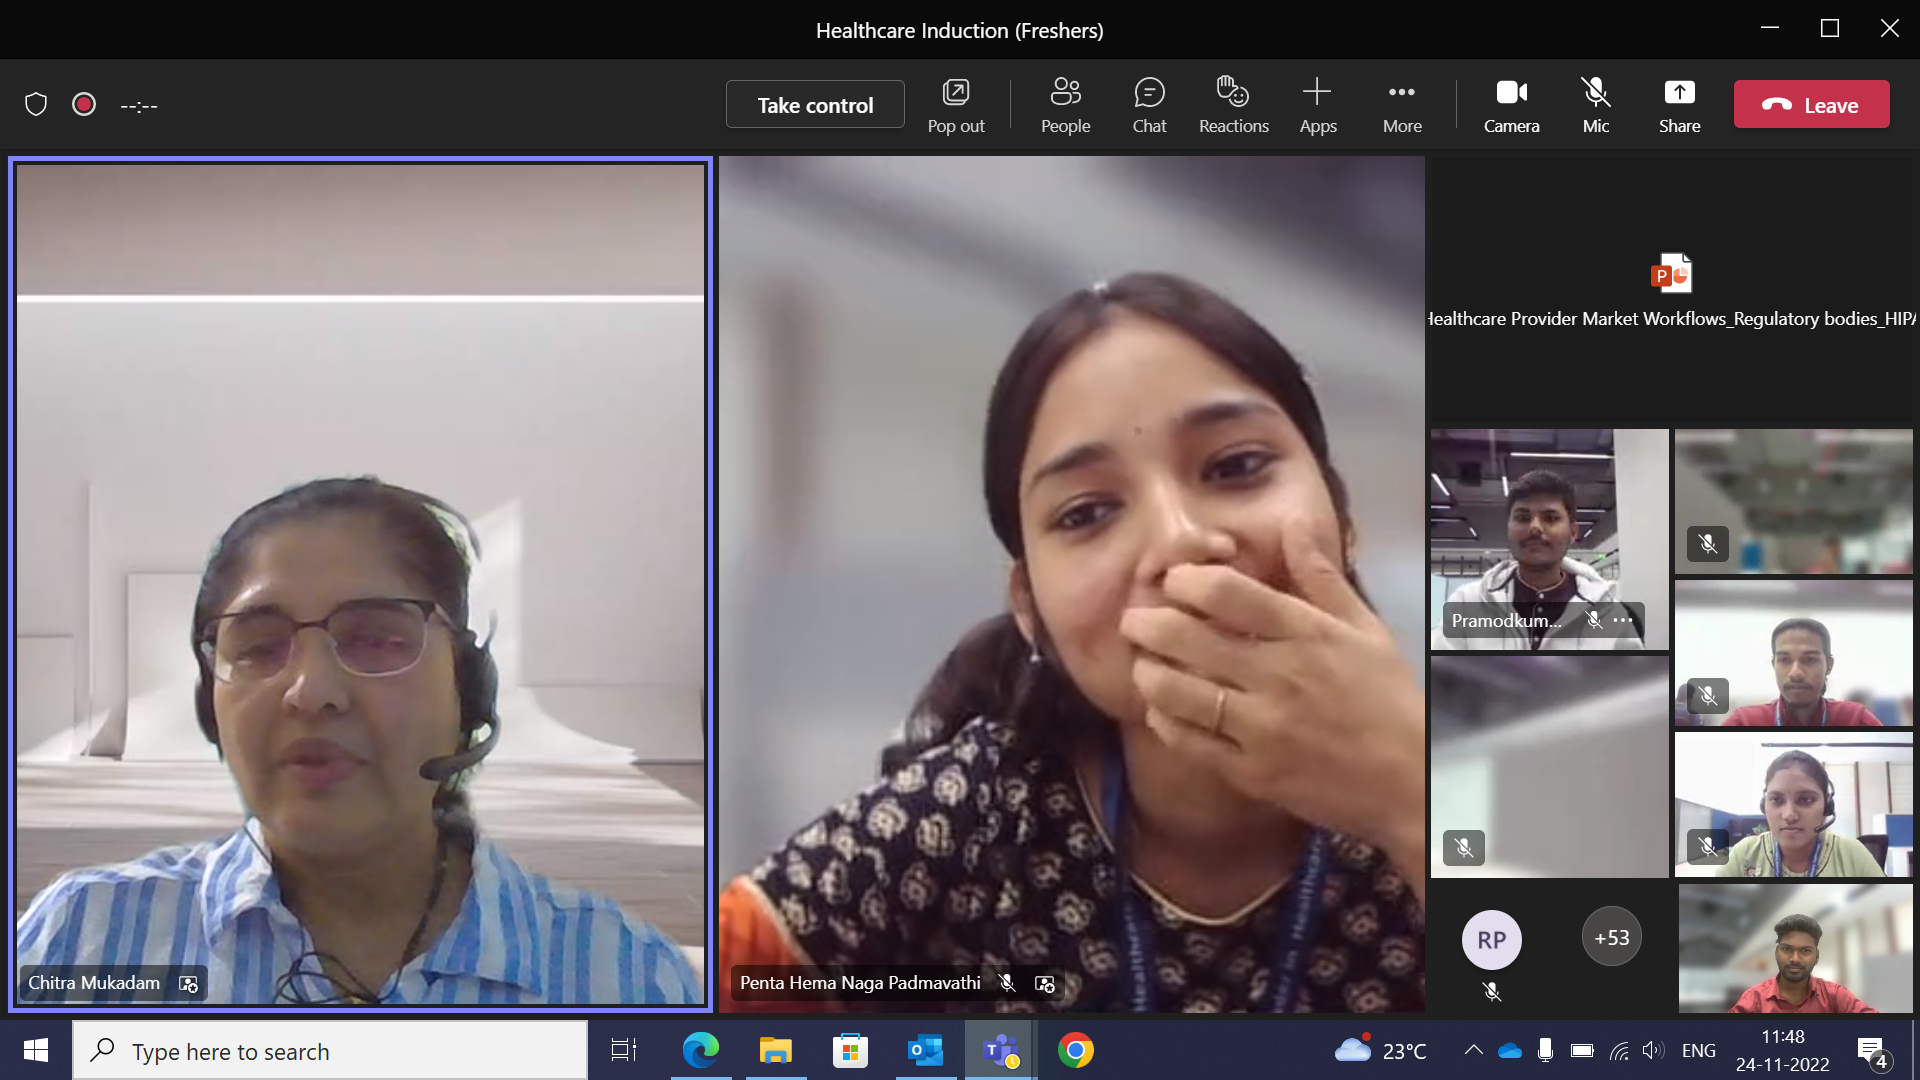 Healthcare Induction (Freshers)
--:--
Take control
Pop out
People
Chat
Reactions
Apps
More
Camera
Mic
Share
Leave
P
Healthcare Provider Market Workflows_Regulatory bodies_HIPA
Pramodkum...
Chitra Mukadam
Penta Hema Naga Padmavathi
RP
+53
Type here to search
23°C
ENG
11:48
24-11-2022
4